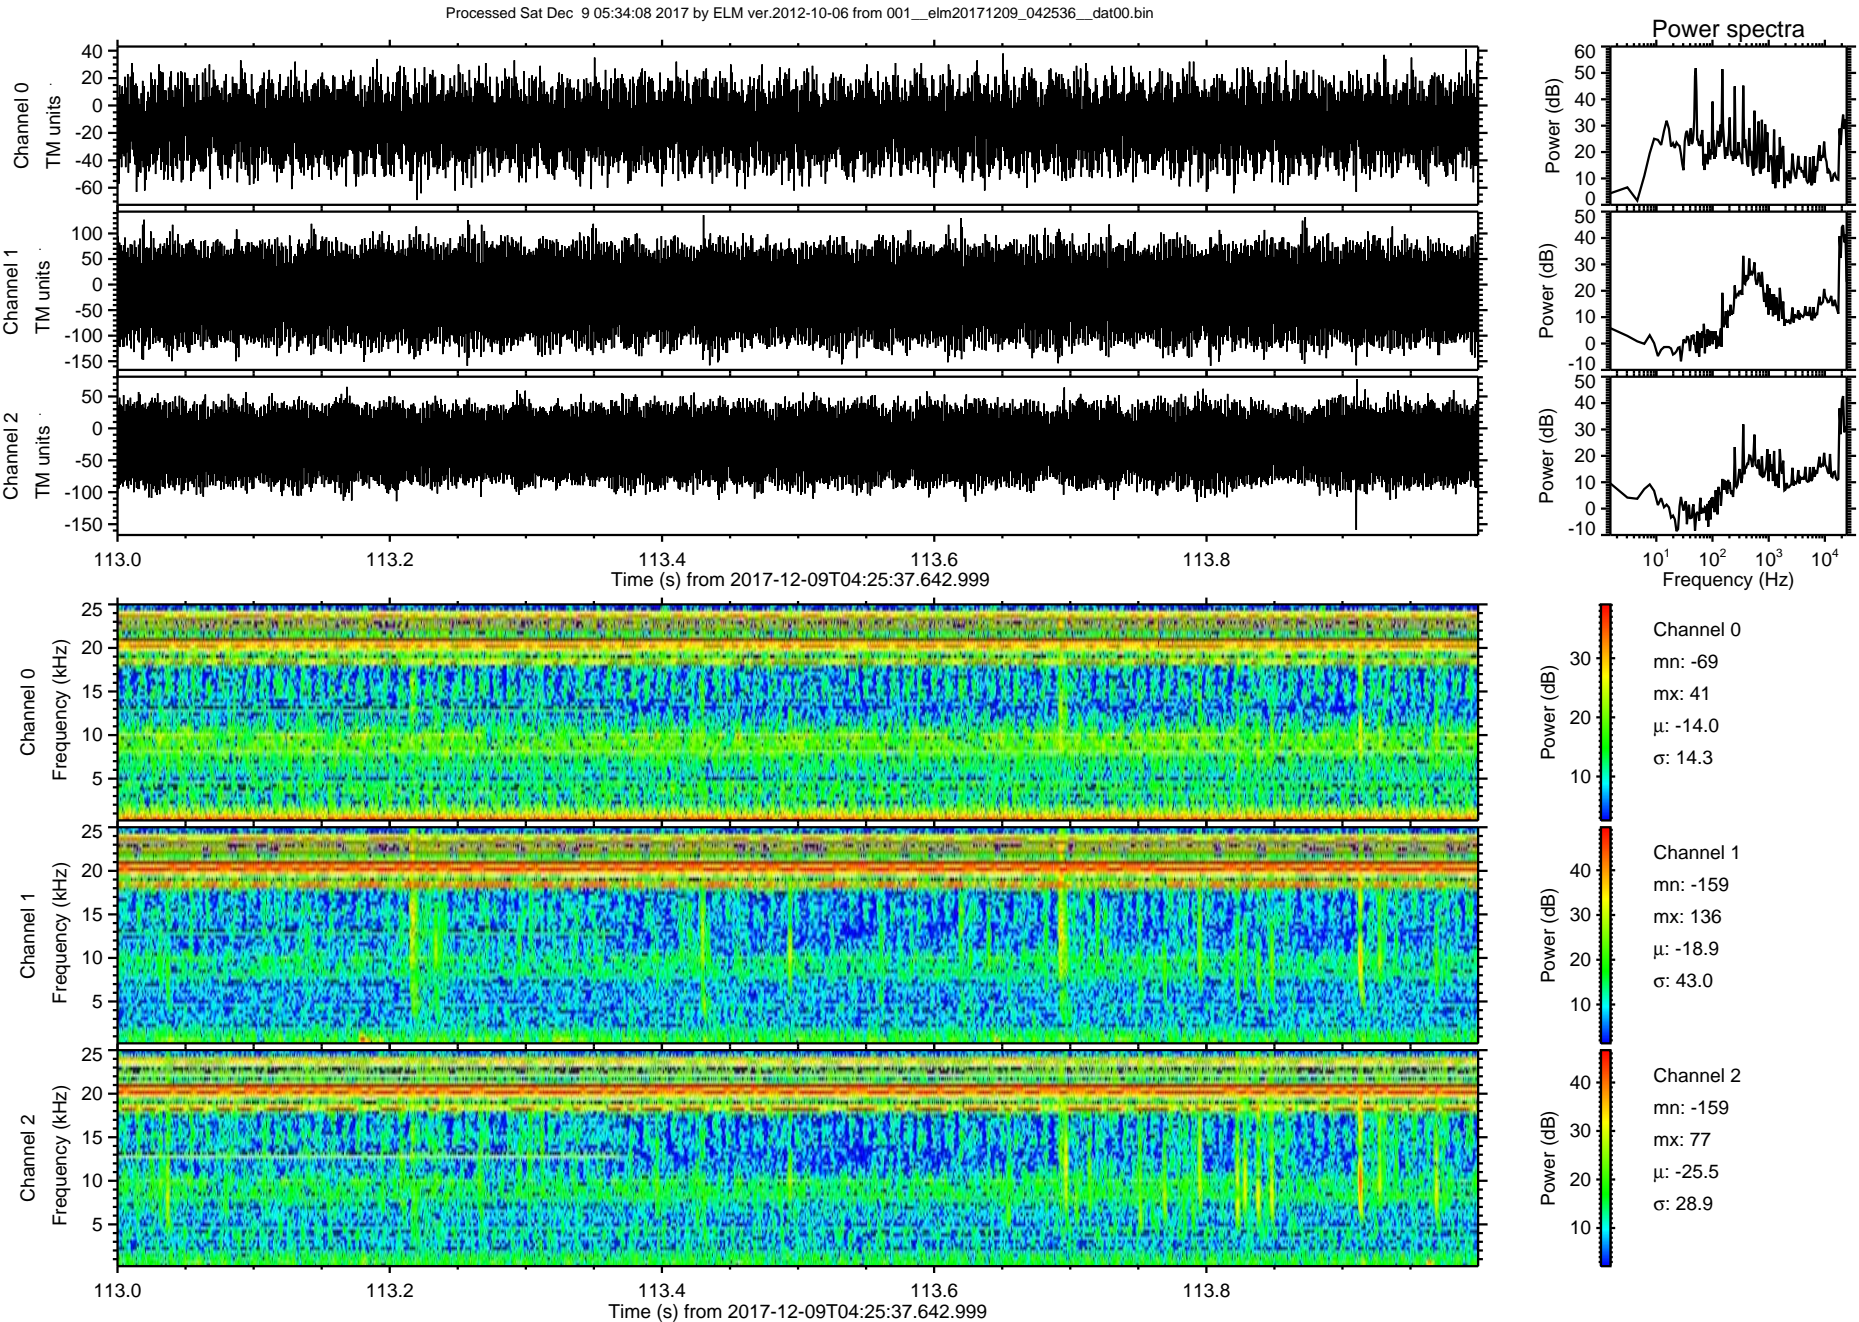 Processed Sat Dec  9 05:34:08 2017 by ELM ver.2012-10-06 from 001__elm20171209_042536__dat00.bin
Power spectra
Channel 0
TM units
40
20
0
-20
-40
-60
Power (dB)
60
50
40
30
20
10
0
Channel 1
TM units
100
50
0
-50
-100
-150
Power (dB)
50
40
30
20
10
0
-10
Channel 2
TM units
50
0
-50
-100
-150
Power (dB)
50
40
30
20
10
0
-10
113.0 113.2 113.4 113.6 113.8
Time (s) from 2017-12-09T04:25:37.642.999
10^1 10^2 10^3 10^4
Frequency (Hz)
Channel 0
Frequency (kHz)
25
20
15
10
5
Power (dB)
30
20
10
Channel 0
mn: -69
mx: 41
μ: -14.0
σ: 14.3
Channel 1
Frequency (kHz)
25
20
15
10
5
Power (dB)
40
30
20
10
Channel 1
mn: -159
mx: 136
μ: -18.9
σ: 43.0
Channel 2
Frequency (kHz)
25
20
15
10
5
Power (dB)
40
30
20
10
Channel 2
mn: -159
mx: 77
μ: -25.5
σ: 28.9
113.0 113.2 113.4 113.6 113.8
Time (s) from 2017-12-09T04:25:37.642.999